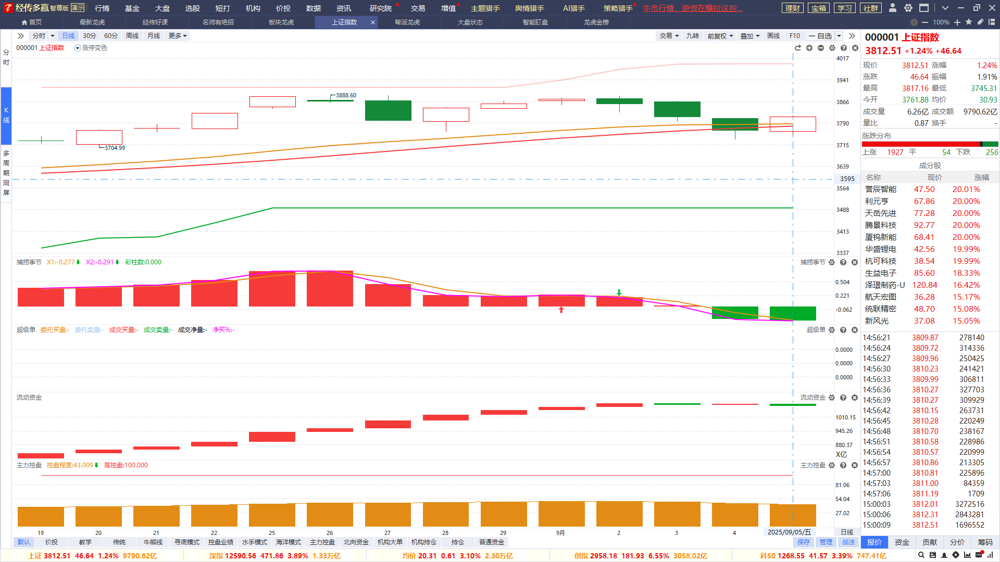 经传多赢 智尊版 演示 行情 基金 大盘 选股 短打 机构 价投 数据 资讯 研究院 交易 增值 主题猎手 舆情猎手 AI猎手 策略猎手 牛市行情，游资在爆拉这些... 理财 宝箱 学习 社群
首页 最新龙虎 经传好课 名师有绝招 板块龙虎 上证指数 帮派龙虎 大盘状态 智能盯盘 龙虎金榜 100%
分时 日线 30分 60分 周线 月线 更多 交易 九转 前复权 叠加 画线 F10 一自选
000001 上证指数 涨停变色
分时
K线
多周期同屏
4017
3941
3866
3790
3715
3639
3595
3564
3488
3413
3337
3888.60
3704.99
捕捞季节 X1:-0.277 X2:-0.291 彩柱数:0.000 捕捞季节
0.504
0.221
-0.062
超级单 委托买量:- 委托卖量:- 成交买量:- 成交卖量:- 成交净量:- 净买%:- 超级单
0.0000
0.0000
0.0000
流动资金 流动资金
1010.15
945.26
880.37
X亿
主力控盘 控盘程度:43.009 高控盘:100.000 主力控盘
81.06
54.04
27.02
19 20 21 22 25 26 27 28 29 9月 2 3 4 2025/09/05/五 日线
默认 价投 教学 传统 牛能线 寻底模式 控盘业绩 水手模式 海洋模式 主力控盘 北向资金 机构大单 机构持仓 持仓 普通资金 保存 管理 战法
000001 上证指数
3812.51 +1.24% +46.64
现价 3812.51 涨幅 1.24%
涨跌 46.64 振幅 1.91%
最高 3817.16 最低 3745.31
今开 3761.88 均价 30.93
成交量 6.26亿 成交额 9790.62亿
量比 0.87 换手 -
涨跌分布
上涨 1927 平 54 下跌 256
成分股
名称 现价 涨幅
誉辰智能 47.50 20.01%
利元亨 67.86 20.00%
天岳先进 77.28 20.00%
腾景科技 92.77 20.00%
厦钨新能 68.41 20.00%
华盛锂电 42.56 19.99%
杭可科技 38.54 19.99%
生益电子 85.60 18.33%
泽璟制药-U 120.84 16.42%
航天宏图 36.28 15.17%
统联精密 48.70 15.08%
新风光 37.08 15.05%
14:56:21 3809.87 278140
14:56:24 3809.72 314336
14:56:27 3809.96 250425
14:56:30 3810.23 241421
14:56:33 3809.99 306811
14:56:36 3810.27 327703
14:56:39 3810.27 309929
14:56:42 3810.15 263731
14:56:45 3810.28 220249
14:56:48 3810.70 238167
14:56:51 3810.58 228986
14:56:54 3810.57 220999
14:56:57 3810.86 213305
14:57:00 3810.81 225896
14:57:03 3811.00 84359
14:57:06 3811.19 1709
15:00:03 3812.01 3272516
15:00:06 3812.31 2843281
15:00:09 3812.51 1696552
报价 资金 贡献 分价 筹码
上证 3812.51 46.64 1.24% 9790.62亿 深指 12590.56 471.86 3.89% 1.33万亿 均价 20.31 0.61 3.10% 2.30万亿 创指 2958.18 181.93 6.55% 3058.02亿 科50 1268.55 41.57 3.39% 747.41亿